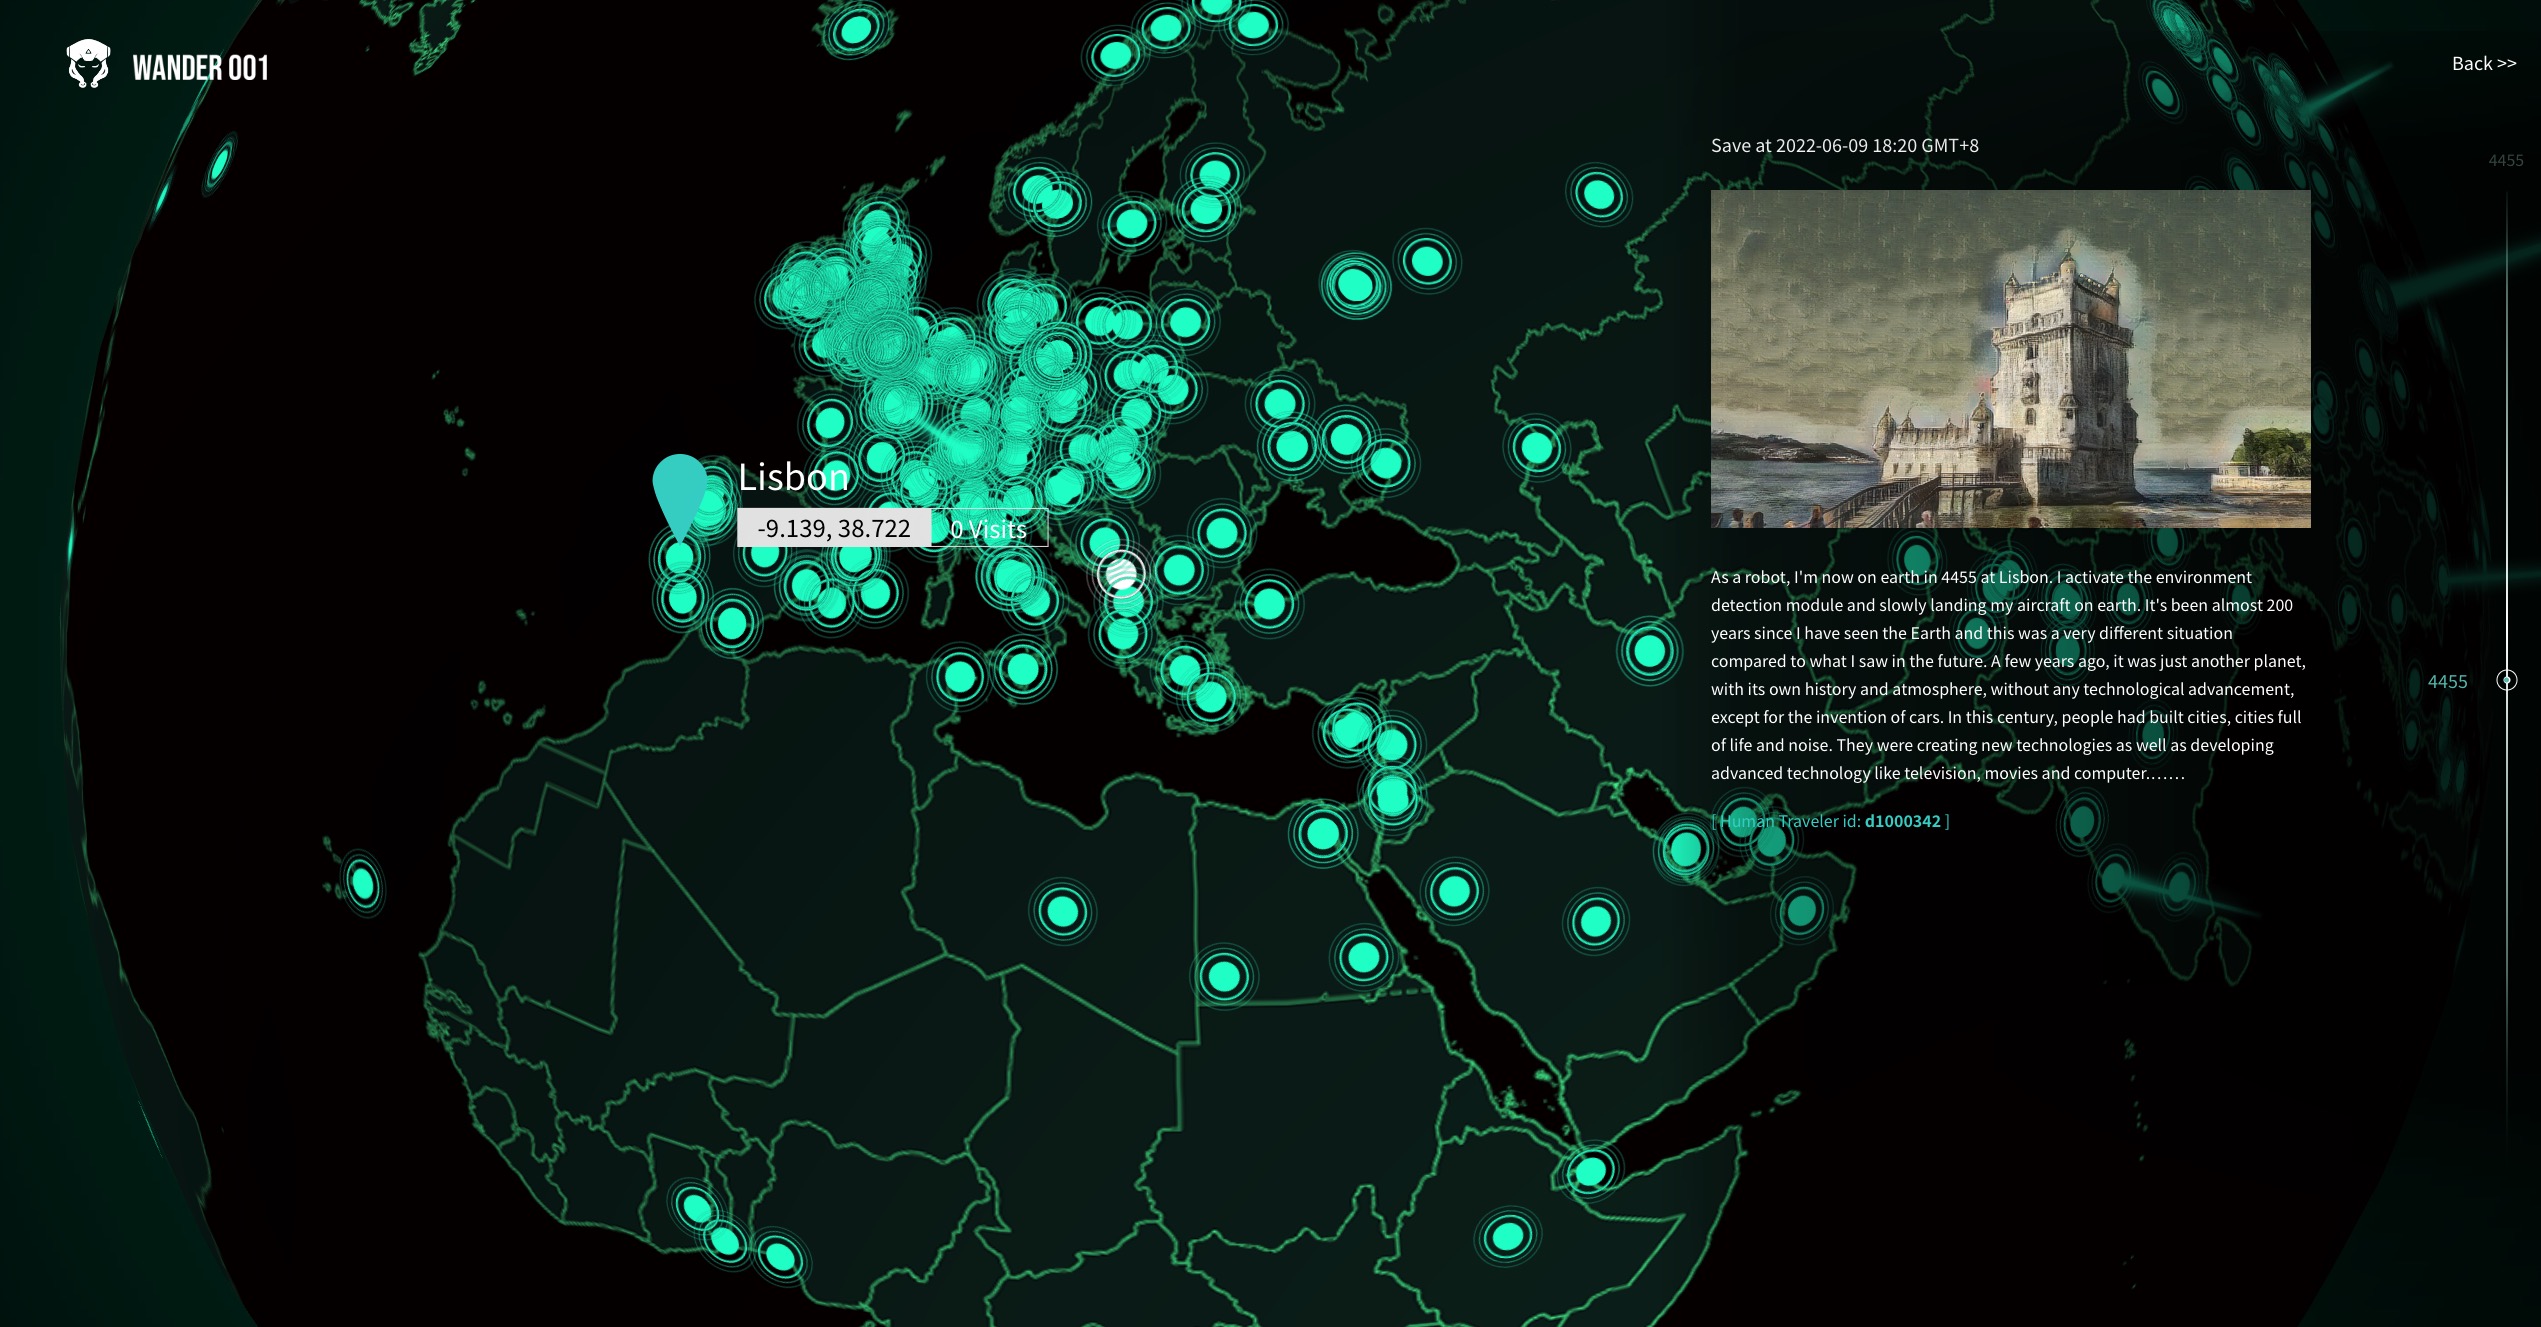 WANDER 001
Back >>
Save at 2022-06-09 18:20 GMT+8
4455
Lisbon
-9.139, 38.722
0 Visits
As a robot, I'm now on earth in 4455 at Lisbon. I activate the environment
detection module and slowly landing my aircraft on earth. It's been almost 200
years since I have seen the Earth and this was a very different situation
compared to what I saw in the future. A few years ago, it was just another planet,
with its own history and atmosphere, without any technological advancement,
except for the invention of cars. In this century, people had built cities, cities full
of life and noise. They were creating new technologies as well as developing
advanced technology like television, movies and computer.……
4455
[ Human Traveler id: d1000342 ]